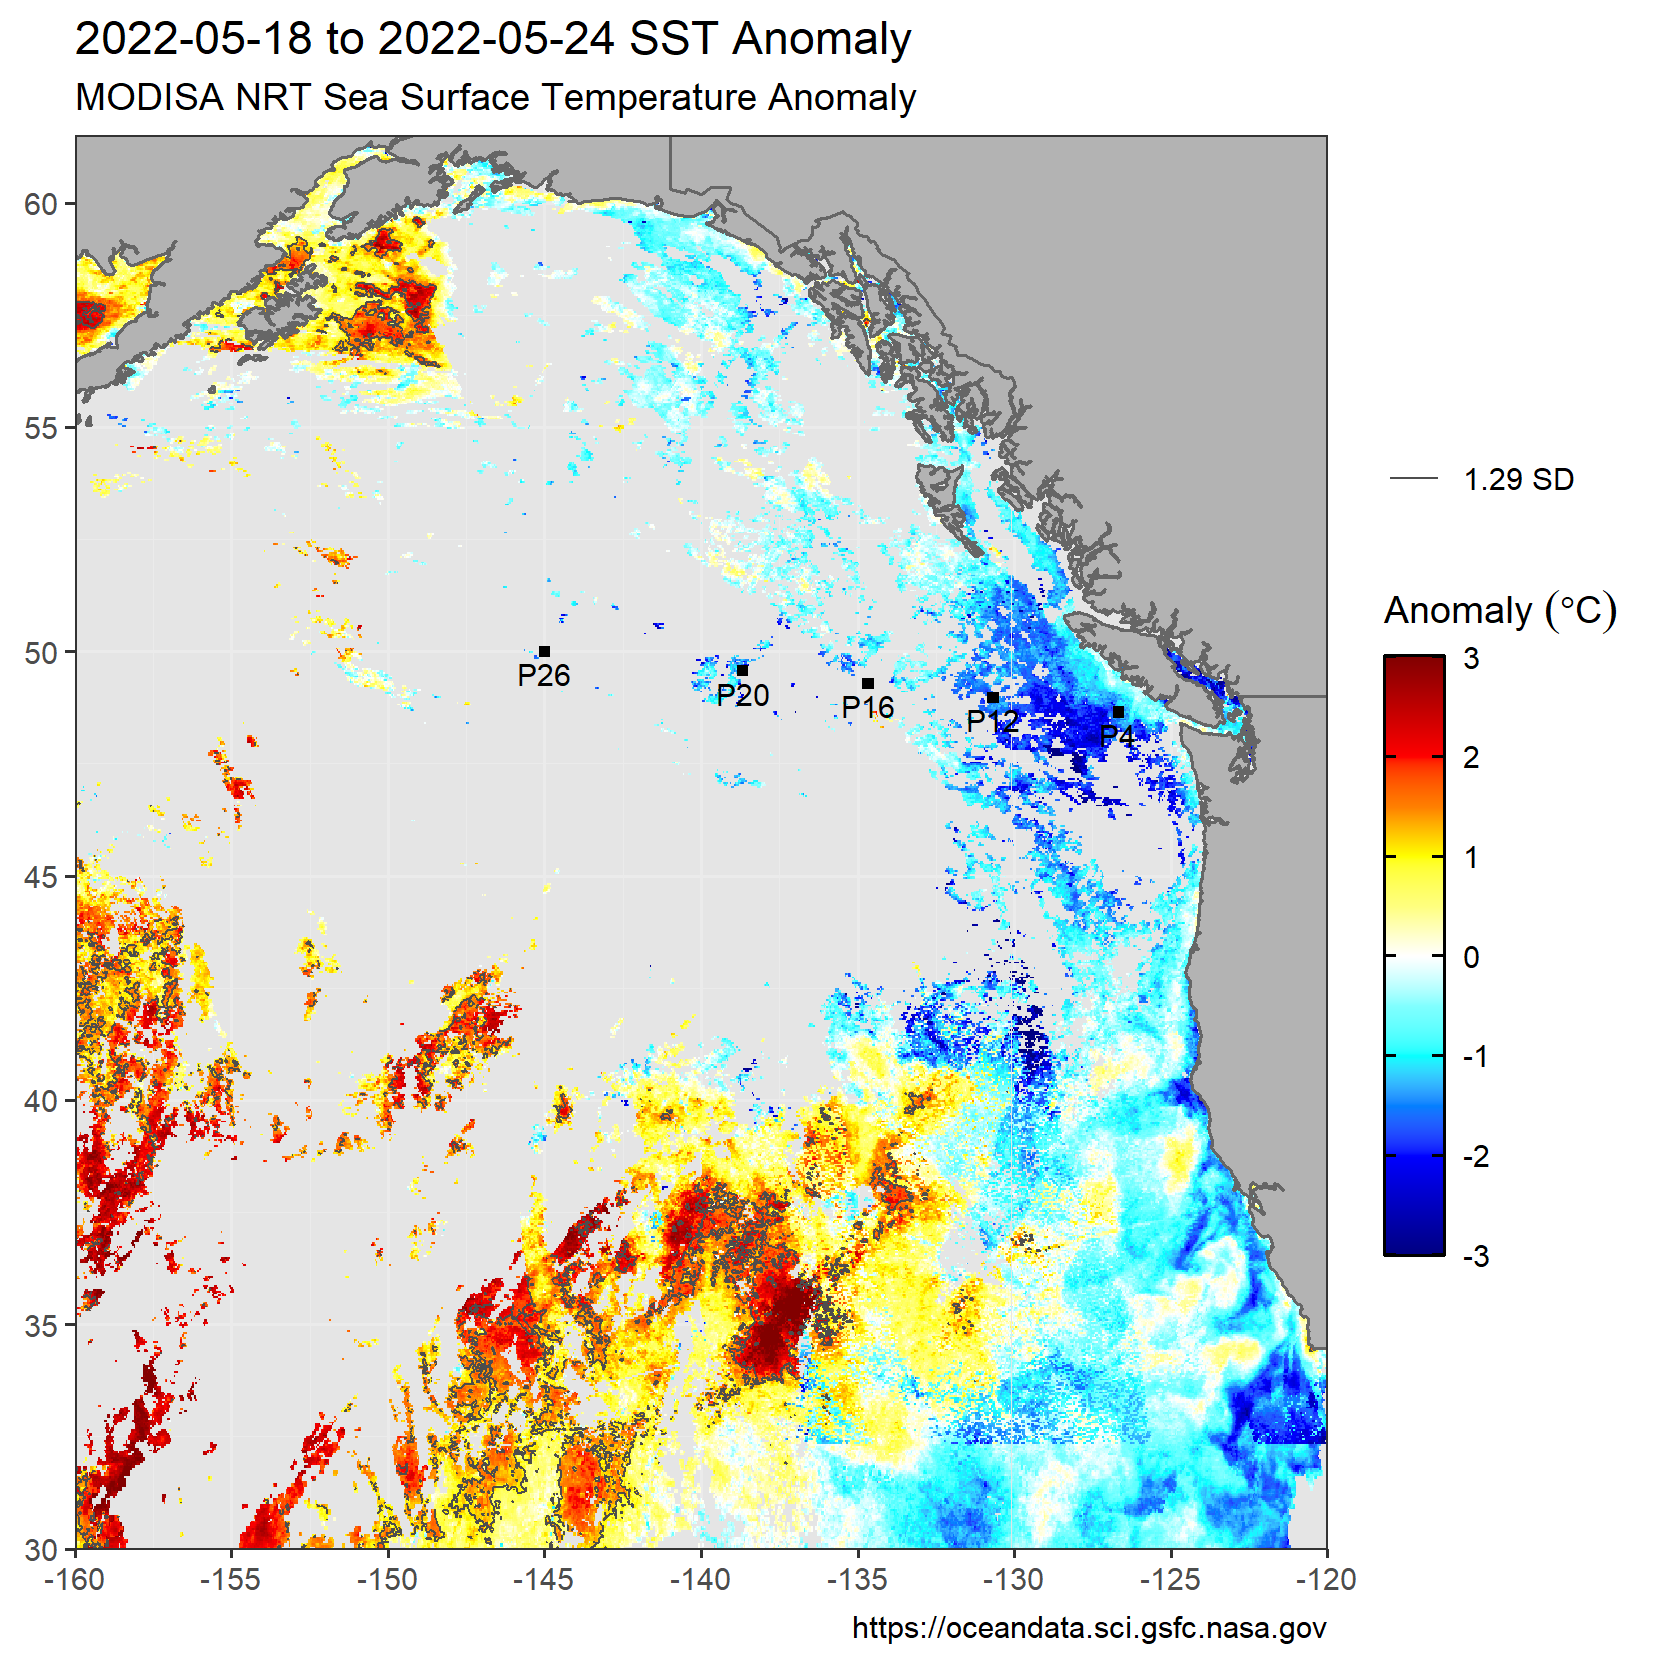 2022-05-18 to 2022-05-24 SST Anomaly
MODISA NRT Sea Surface Temperature Anomaly
60
55
50
45
40
35
30
-160
-155
-150
-145
-140
-135
-130
-125
-120
P26
P20
P16
P12
P4
1.29 SD
Anomaly (°C)
3
2
1
0
-1
-2
-3
https://oceandata.sci.gsfc.nasa.gov